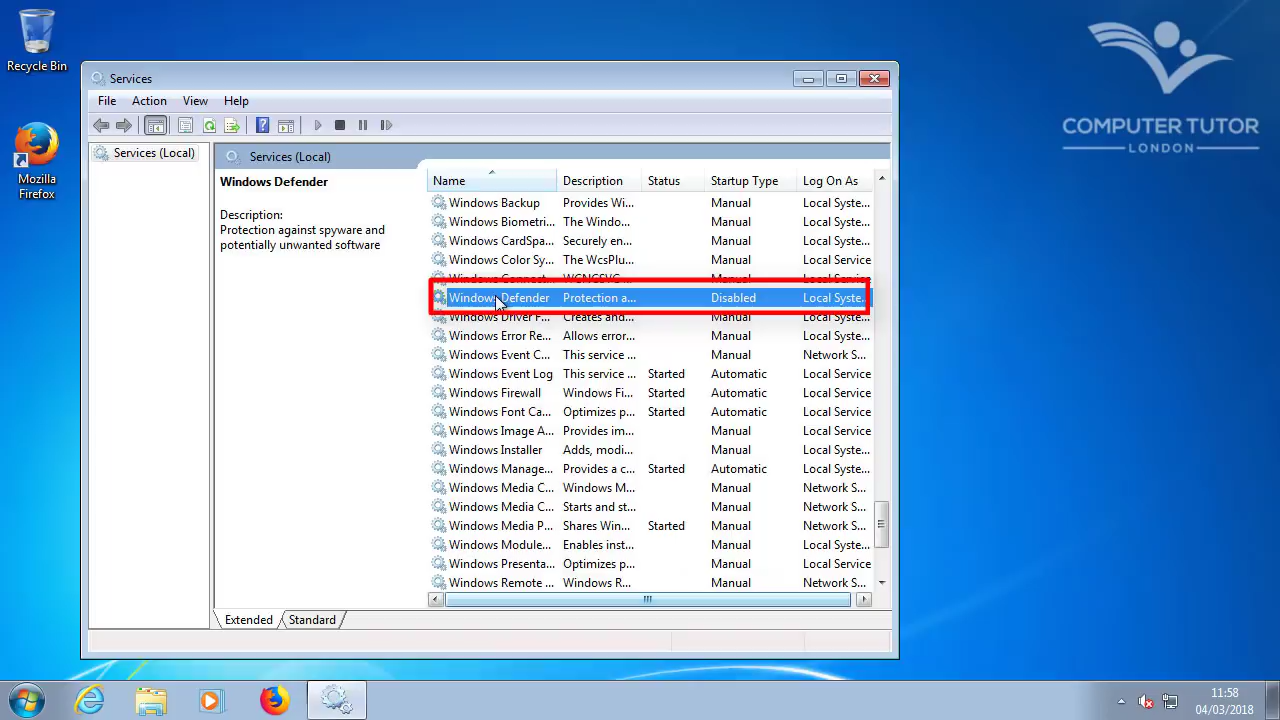 Recycle Bin
Mozilla
Firefox
COMPUTER TUTOR
LONDON
Services
File Action View Help
Services (Local)
Services (Local)
Windows Defender
Description:
Protection against spyware and
potentially unwanted software
Name Description Status Startup Type Log On As
Windows Backup Provides Wi... Manual Local Syste...
Windows Biometri... The Windo... Manual Local Syste...
Windows CardSpa... Securely en... Manual Local Syste...
Windows Color Sy... The WcsPlu... Manual Local Service
Windows Connect... WCNCSVC... Manual Local Service
Windows Defender Protection a... Disabled Local Syste...
Windows Driver F... Creates and... Manual Local Syste...
Windows Error Re... Allows error... Manual Local Syste...
Windows Event C... This service ... Manual Network S...
Windows Event Log This service ... Started Automatic Local Service
Windows Firewall Windows Fi... Started Automatic Local Service
Windows Font Ca... Optimizes p... Started Automatic Local Service
Windows Image A... Provides im... Manual Local Service
Windows Installer Adds, modi... Manual Local Syste...
Windows Manage... Provides a c... Started Automatic Local Syste...
Windows Media C... Windows M... Manual Network S...
Windows Media C... Starts and st... Manual Network S...
Windows Media P... Shares Win... Started Manual Network S...
Windows Module... Enables inst... Manual Local Syste...
Windows Presenta... Optimizes p... Manual Local Service
Windows Remote ... Windows R... Manual Network S...
Extended Standard
11:58
04/03/2018